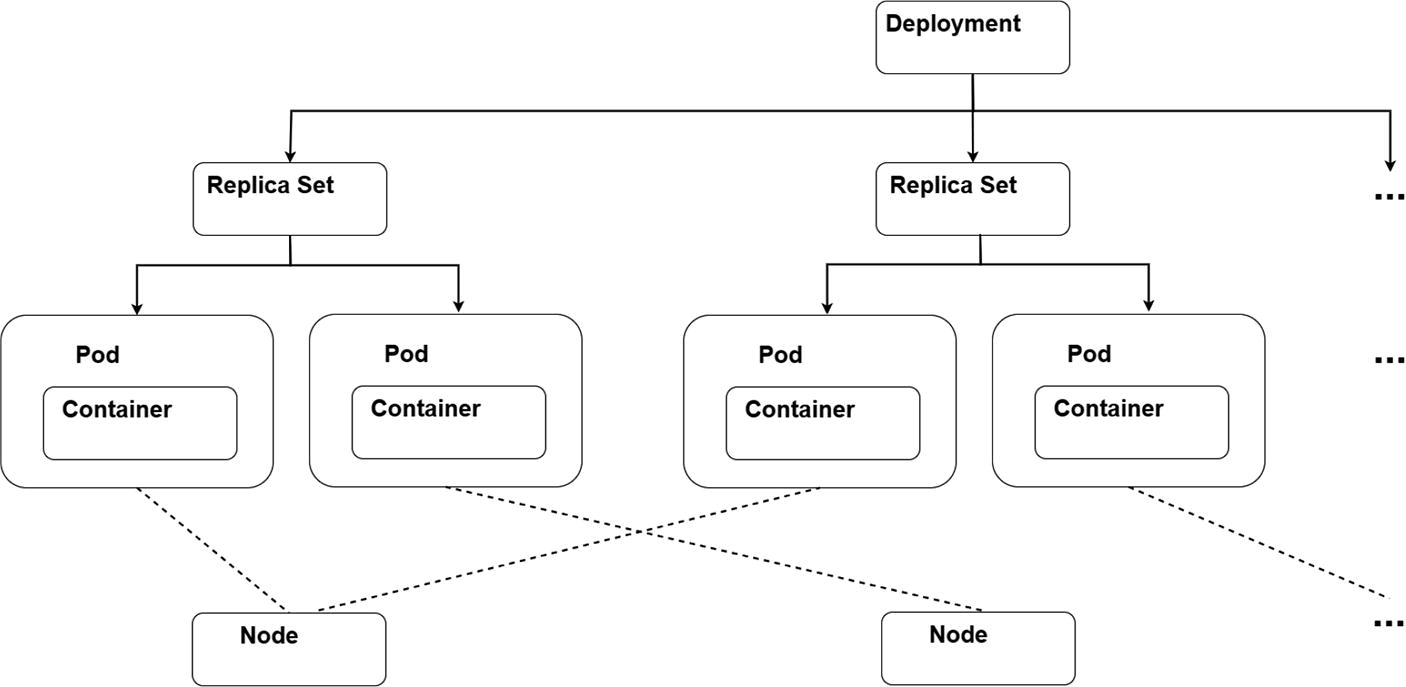 Deployment
Replica Set
Replica Set
...
Pod
Pod
Pod
Pod
...
Container
Container
Container
Container
Node
Node
...